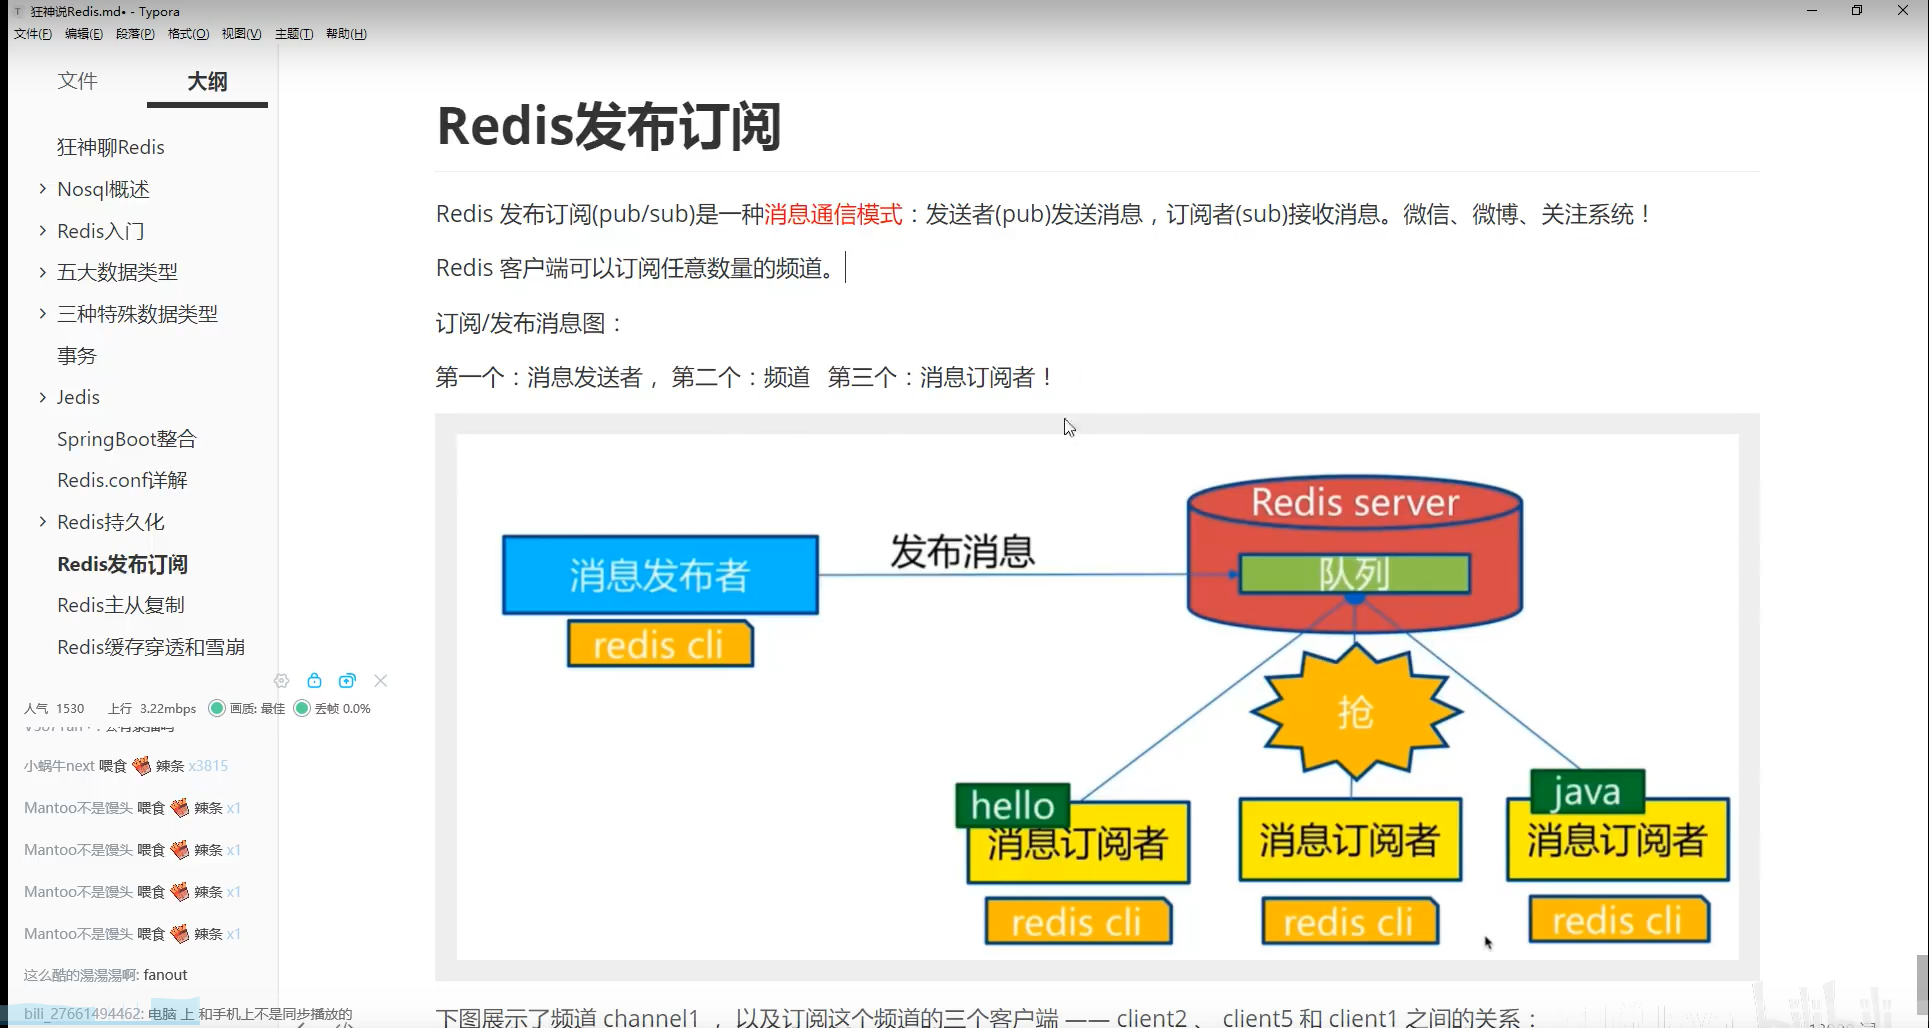 狂神说Redis.md• - Typora
文件(F) 编辑(E) 段落(P) 格式(O) 视图(V) 主题(T) 帮助(H)
文件 大纲
狂神聊Redis
Nosql概述
Redis入门
五大数据类型
三种特殊数据类型
事务
Jedis
SpringBoot整合
Redis.conf详解
Redis持久化
Redis发布订阅
Redis主从复制
Redis缓存穿透和雪崩
人气 1530 上行 3.22mbps 画质: 最佳 丢帧 0.0%
小蜗牛next 喂食 辣条 x3815
Mantoo不是馒头 喂食 辣条 x1
Mantoo不是馒头 喂食 辣条 x1
Mantoo不是馒头 喂食 辣条 x1
Mantoo不是馒头 喂食 辣条 x1
这么酷的湯湯湯啊: fanout
bili_27661494462: 电脑 上 和手机上不是同步播放的
Redis发布订阅
Redis 发布订阅(pub/sub)是一种消息通信模式：发送者(pub)发送消息，订阅者(sub)接收消息。微信、微博、关注系统！
Redis 客户端可以订阅任意数量的频道。
订阅/发布消息图：
第一个：消息发送者， 第二个：频道 第三个：消息订阅者！
Redis server
发布消息
消息发布者
队列
redis cli
抢
hello
java
消息订阅者
消息订阅者
消息订阅者
redis cli
redis cli
redis cli
下图展示了频道 channel1 ， 以及订阅这个频道的三个客户端 —— client2 、 client5 和 client1 之间的关系：
bilibili